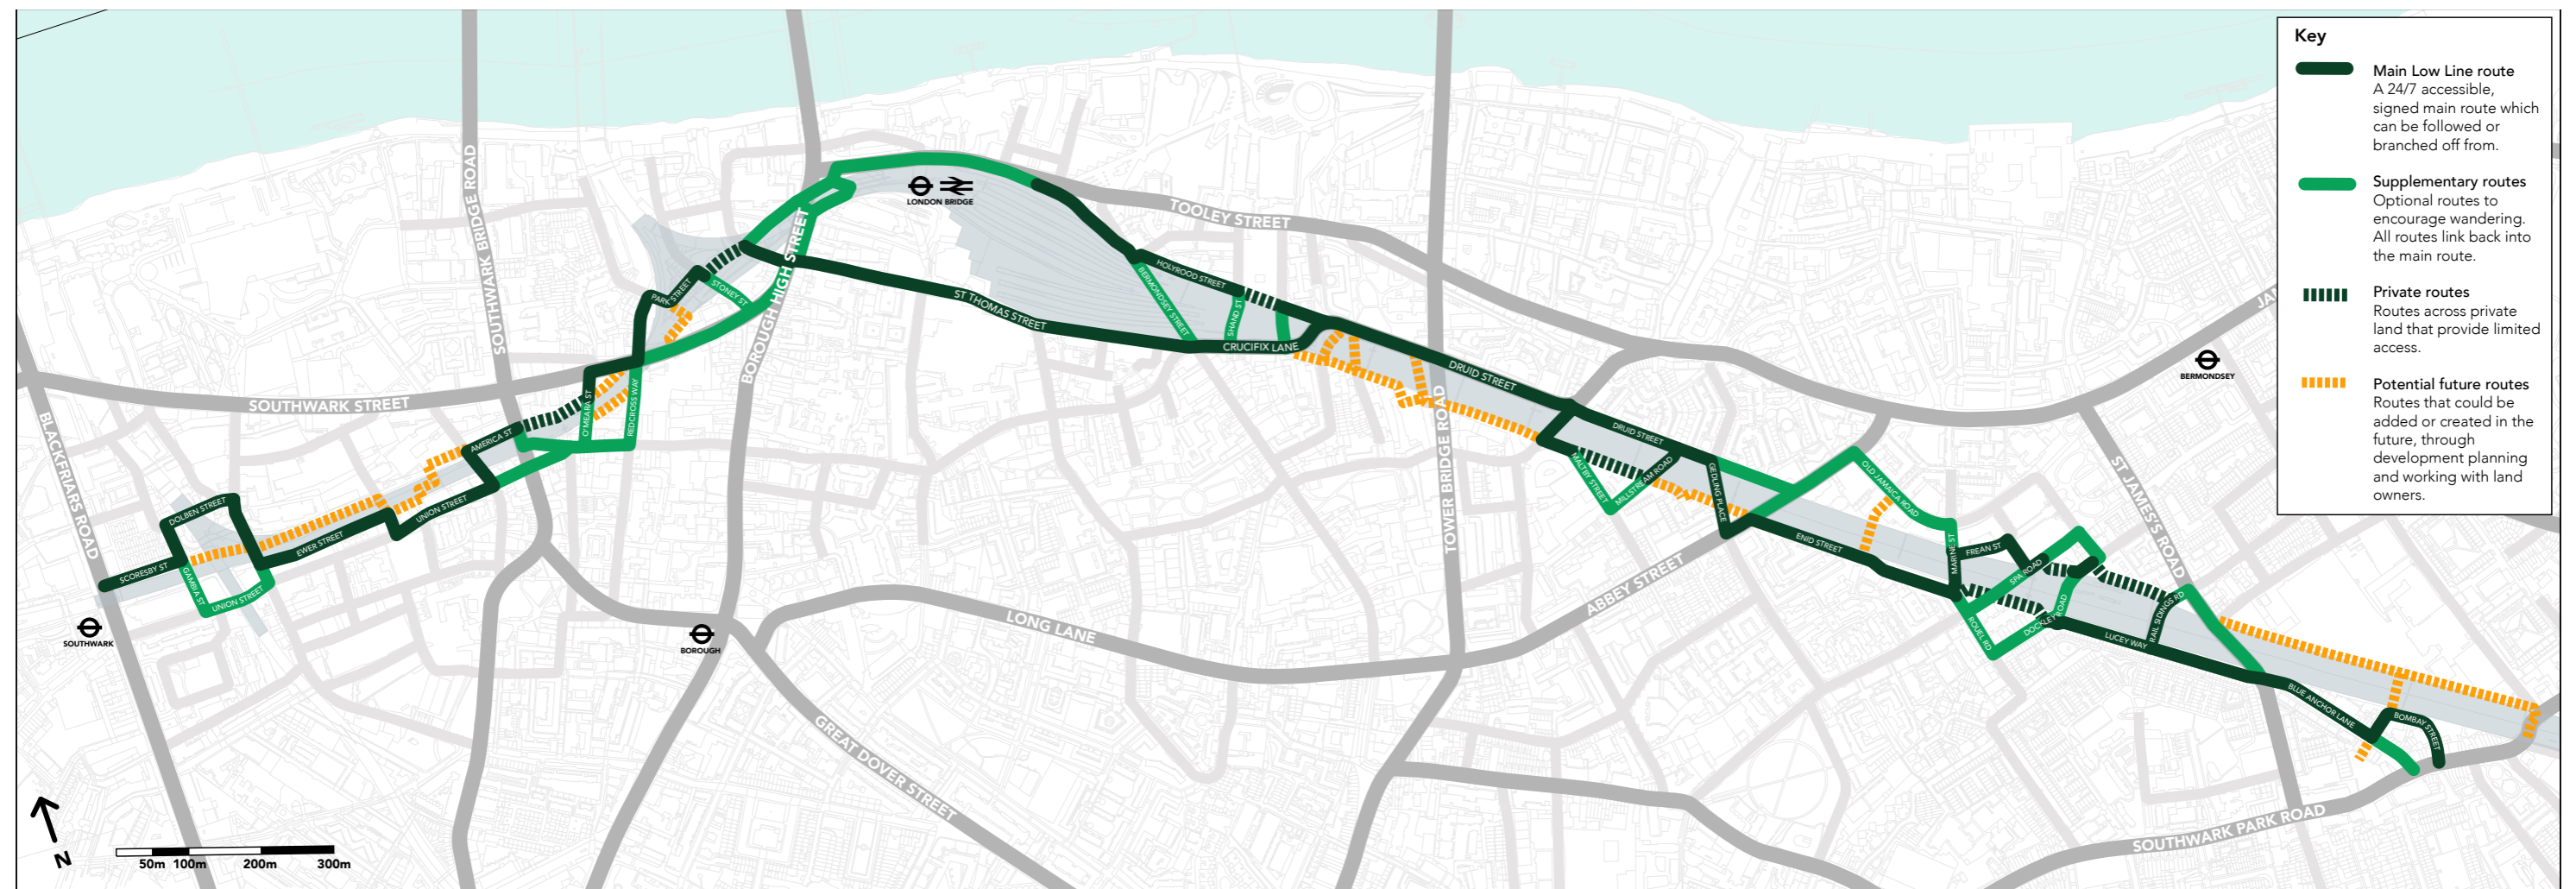 Key
Main Low Line route
A 24/7 accessible,
signed main route which
can be followed or
branched off from.
Supplementary routes
Optional routes to
encourage wandering.
All routes link back into
the main route.
Private routes
Routes across private
land that provide limited
access.
Potential future routes
Routes that could be
added or created in the
future, through
development planning
and working with land
owners.
BLACKFRIARS ROAD
SOUTHWARK BRIDGE ROAD
SOUTHWARK STREET
BOROUGH HIGH STREET
LONDON BRIDGE
TOOLEY STREET
STONEY ST
PARK STREET
ST THOMAS STREET
HOLYROOD STREET
BERMONDSEY STREET
SHAND ST
CRUCIFIX LANE
DRUID STREET
TOWER BRIDGE ROAD
O'MEARA ST
REDCROSS WAY
AMERICA ST
UNION STREET
EWER STREET
DOLBEN STREET
SCORESBY ST
GAMBIA ST
UNION STREET
SOUTHWARK
BOROUGH
LONG LANE
GREAT DOVER STREET
ABBEY STREET
DRUID STREET
MALTBY STREET
MILLSTREAM ROAD
GEDLING PLACE
ENID STREET
OLD JAMAICA ROAD
MARINE ST
FREAN ST
SPA ROAD
ROUEL RD
DOCKLEY ROAD
LUCEY WAY
RAIL SIDINGS RD
ST JAMES'S ROAD
BERMONDSEY
JA
BLUE ANCHOR LANE
BOMBAY STREET
SOUTHWARK PARK ROAD
N
50m 100m 200m 300m